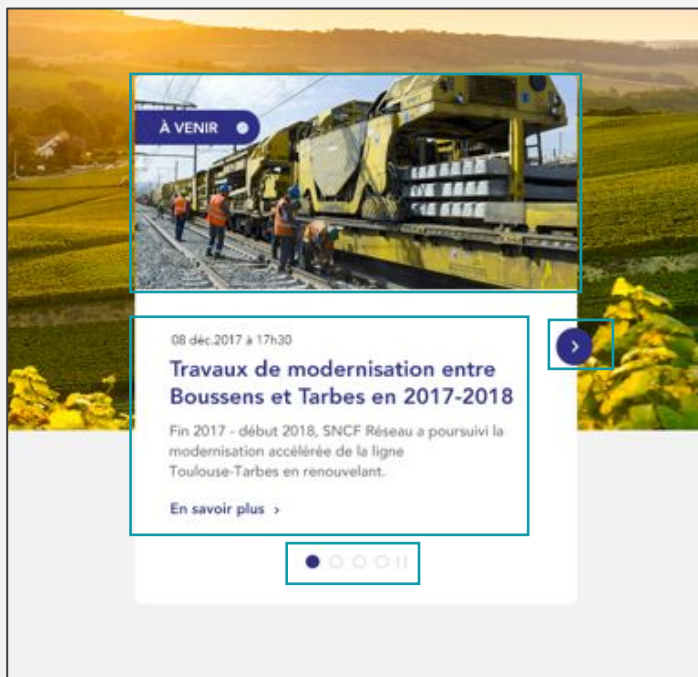 À VENIR
08 déc.2017 à 17h30
Travaux de modernisation entre
Boussens et Tarbes en 2017-2018
Fin 2017 - début 2018, SNCF Réseau a poursuivi la
modernisation accélérée de la ligne
Toulouse-Tarbes en renouvelant.
En savoir plus >